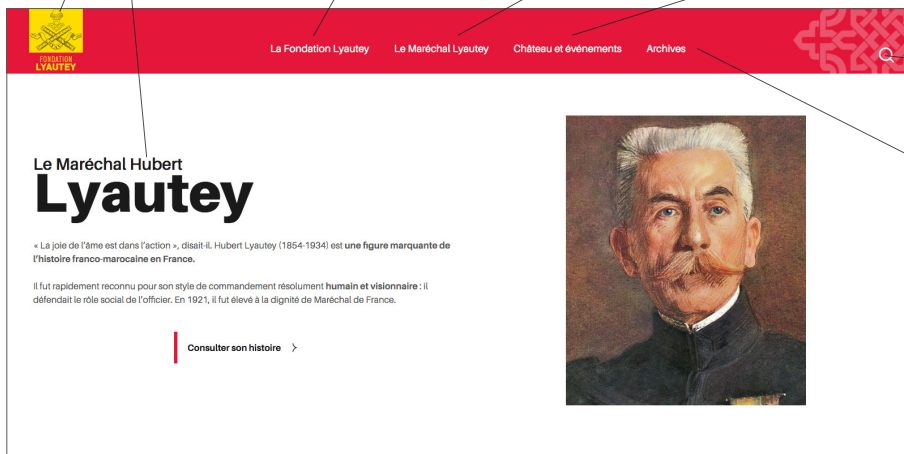 FONDATION
LYAUTEY
La Fondation Lyautey
Le Maréchal Lyautey
Château et événements
Archives
Le Maréchal Hubert
Lyautey
« La joie de l'âme est dans l'action », disait-il. Hubert Lyautey (1854-1934) est une figure marquante de
l'histoire franco-marocaine en France.
Il fut rapidement reconnu pour son style de commandement résolument humain et visionnaire : il
défendait le rôle social de l'officier. En 1921, il fut élevé à la dignité de Maréchal de France.
Consulter son histoire